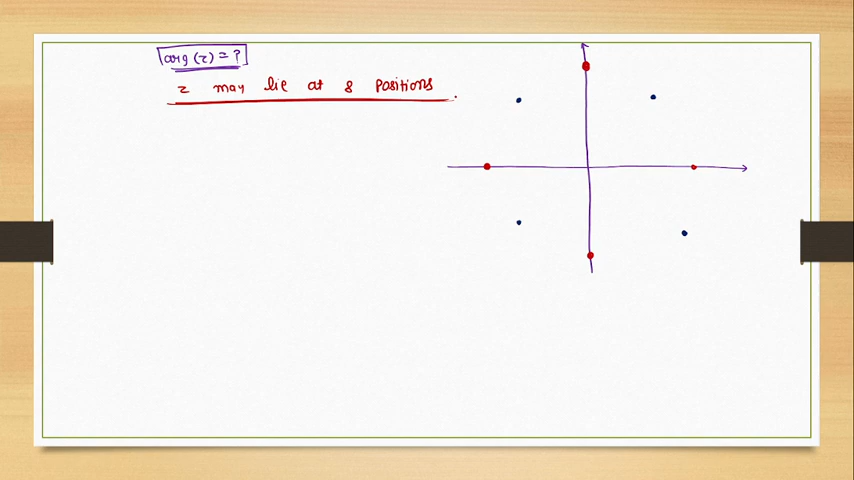 arg (z) = ?
z may lie at 8 positions.